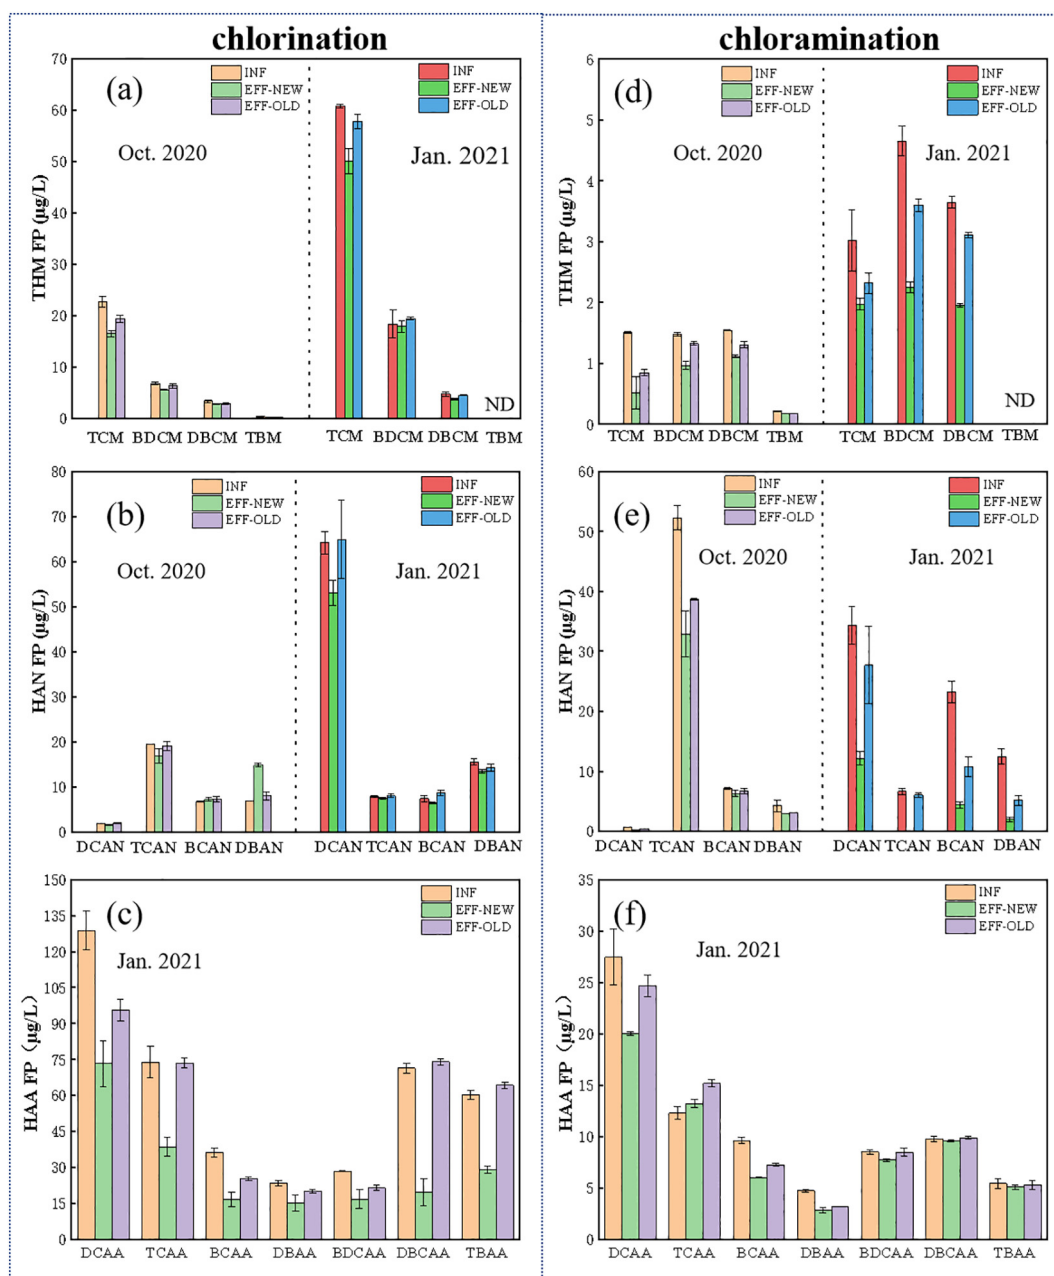 chlorination
chloramination
(a)
INF
EFF-NEW
EFF-OLD
INF
EFF-NEW
EFF-OLD
Oct. 2020
Jan. 2021
ND
THM FP (μg/L)
70
60
50
40
30
20
10
0
TCM BDCM DBCM TBM TCM BDCM DBCM TBM
(d)
INF
EFF-NEW
EFF-OLD
INF
EFF-NEW
EFF-OLD
Oct. 2020
Jan. 2021
ND
THM FP (μg/L)
6
5
4
3
2
1
0
TCM BDCM DBCM TBM TCM BDCM DBCM TBM
(b)
INF
EFF-NEW
EFF-OLD
INF
EFF-NEW
EFF-OLD
Oct. 2020
Jan. 2021
HAN FP (μg/L)
80
70
60
50
40
30
20
10
0
DCAN TCAN BCAN DBAN DCAN TCAN BCAN DBAN
(e)
INF
EFF-NEW
EFF-OLD
INF
EFF-NEW
EFF-OLD
Oct. 2020
Jan. 2021
HAN FP (μg/L)
60
50
40
30
20
10
0
DCAN TCAN BCAN DBAN DCAN TCAN BCAN DBAN
(c)
INF
EFF-NEW
EFF-OLD
Jan. 2021
HAA FP (μg/L)
150
135
120
105
90
75
60
45
30
15
0
DCAA TCAA BCAA DBAA BDCAA DBCAA TBAA
(f)
INF
EFF-NEW
EFF-OLD
Jan. 2021
HAA FP (μg/L)
35
30
25
20
15
10
5
0
DCAA TCAA BCAA DBAA BDCAA DBCAA TBAA